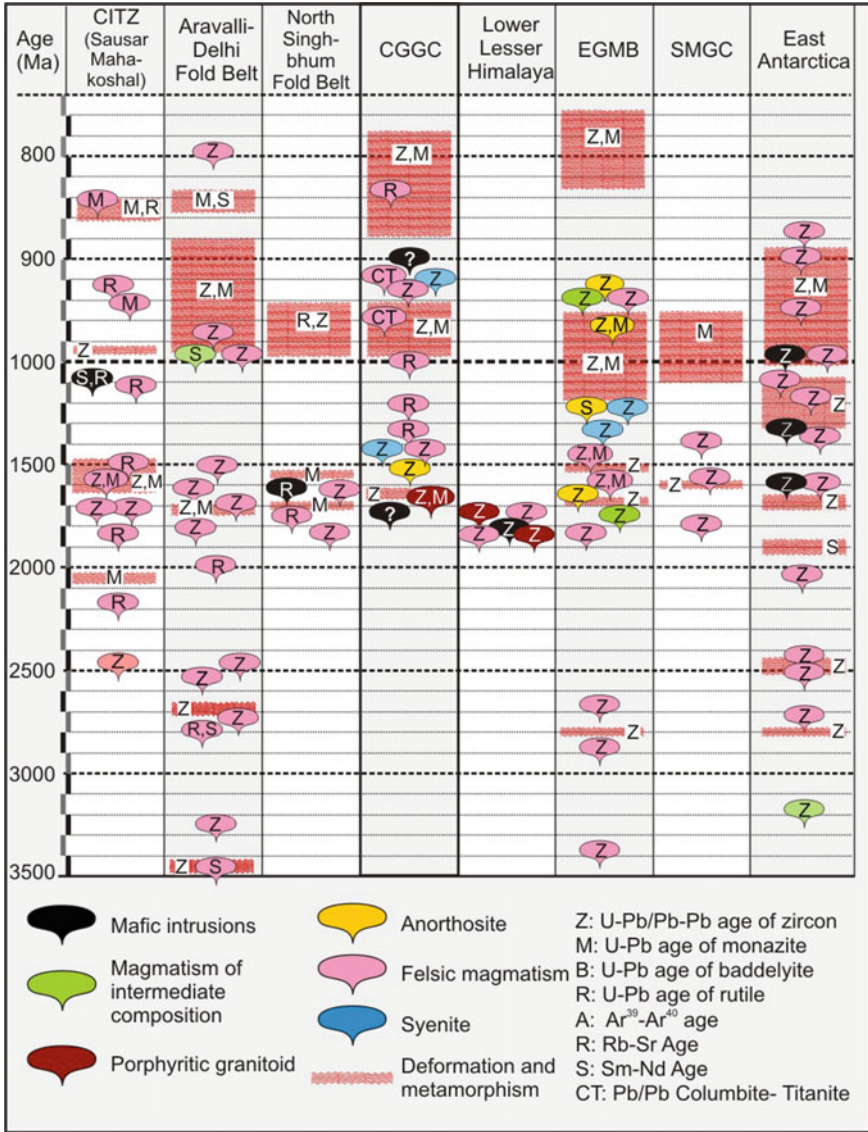 Age
(Ma)
CITZ
(Sausar
Maha-
koshal)
Aravalli-
Delhi
Fold Belt
North
Singh-
bhum
Fold Belt
CGGC
Lower
Lesser
Himalaya
EGMB
SMGC
East
Antarctica
800
900
1000
1500
2000
2500
3000
3500
M
M,R
R
M
Z
S,R
R
R
Z,M
Z,M
Z
Z
R
M
R
Z
Z
M,S
Z,M
Z
S
Z
Z
Z
Z,M
Z
Z
R
Z
Z
Z
Z
R,S
Z
Z
S
R,Z
M
R
Z
M
R
Z
Z,M
R
?
CT
Z
Z
CT
Z,M
R
R
R
Z
Z
Z
Z
Z,M
?
Z
Z
Z
Z
Z
Z,M
Z
Z
Z
Z,M
Z,M
S
Z
Z
Z,M
Z
Z,M
Z
Z
Z
Z
Z
Z
Z
Z
M
Z
Z
Z
Z
Z
Z
Z,M
Z
Z
Z
Z
Z
Z
Z
Z
Z
Z
Z
S
Z
Z
Z
Z
Z
Z
Z
Mafic intrusions
Magmatism of
intermediate
composition
Porphyritic granitoid
Anorthosite
Felsic magmatism
Syenite
Deformation and
metamorphism
Z: U-Pb/Pb-Pb age of zircon
M: U-Pb age of monazite
B: U-Pb age of baddelyite
R: U-Pb age of rutile
A: Ar³⁹-Ar⁴⁰ age
R: Rb-Sr Age
S: Sm-Nd Age
CT: Pb/Pb Columbite- Titanite